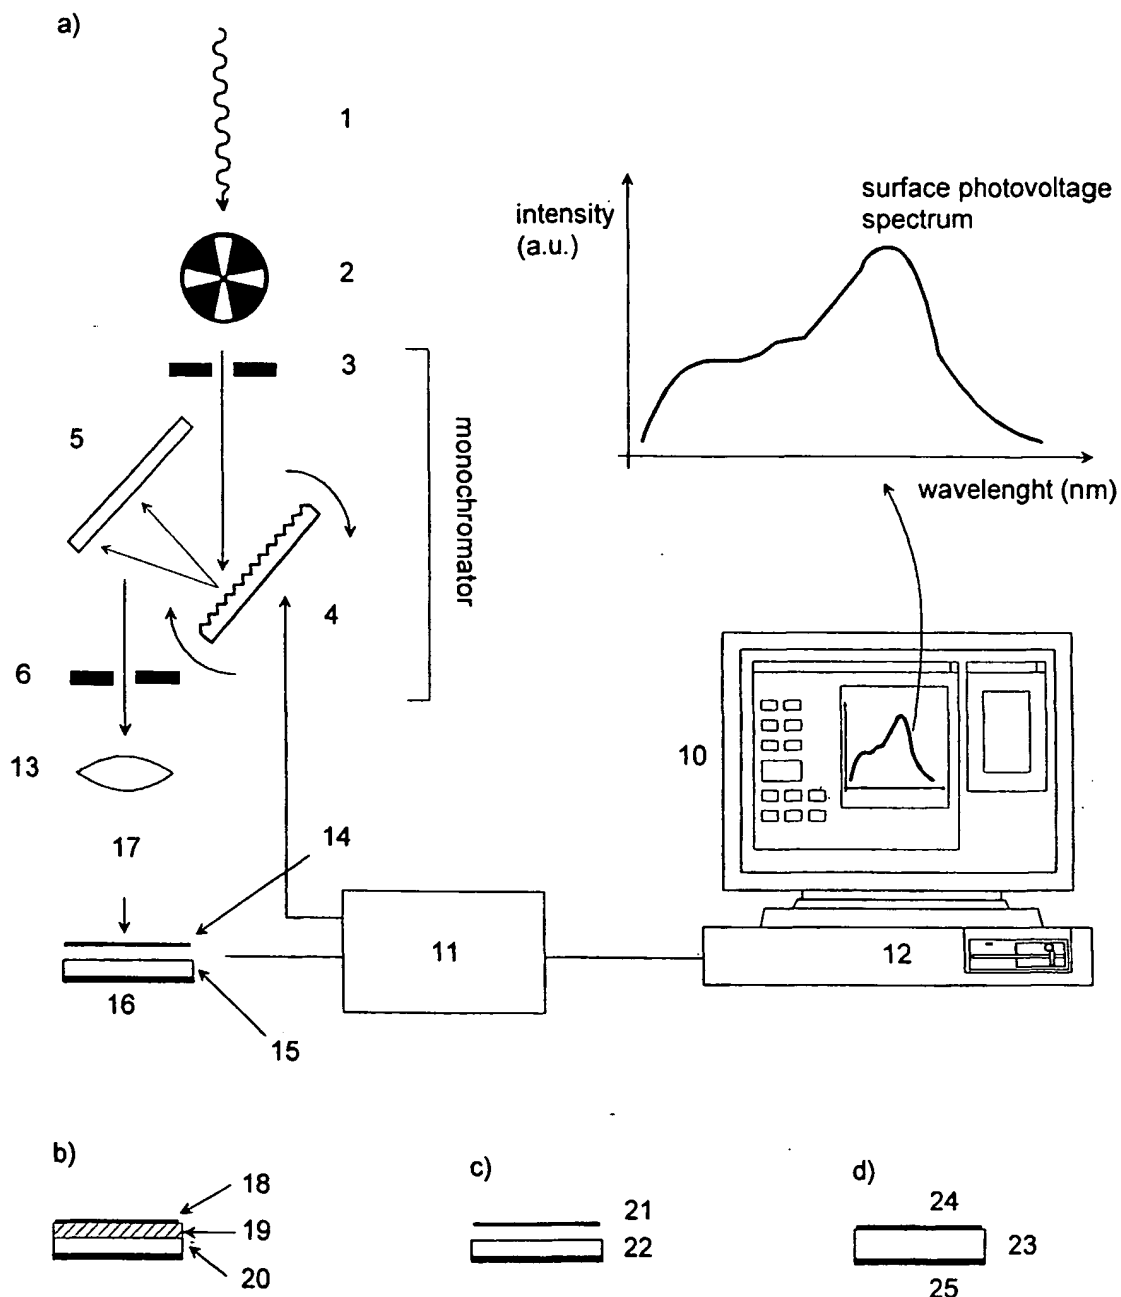 a)
1
2
3
5
monochromator
4
6
13
17
14
11
16
15
intensity
(a.u.)
surface photovoltage
spectrum
wavelenght (nm)
10
12
b)
18
19
20
c)
21
22
d)
24
23
25